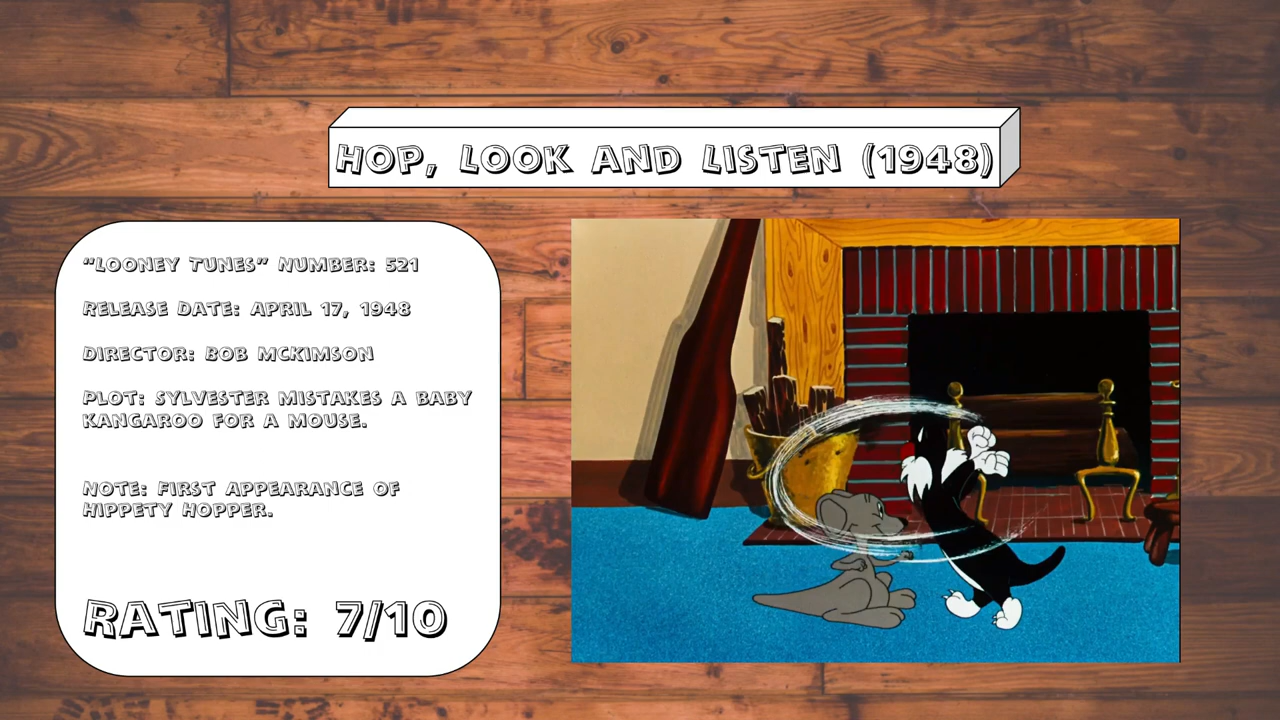 HOP, LOOK AND LISTEN (1948)
"LOONEY TUNES" NUMBER: 521
RELEASE DATE: APRIL 17, 1948
DIRECTOR: BOB MCKIMSON
PLOT: SYLVESTER MISTAKES A BABY
KANGAROO FOR A MOUSE.
NOTE: FIRST APPEARANCE OF
HIPPETY HOPPER.
RATING: 7/10